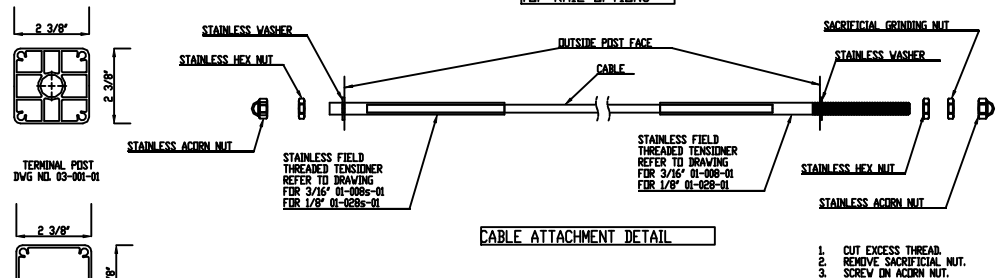 TOP RAIL OPTIONS
2 3/8"
2 3/8"
TERMINAL POST
DWG NO. 03-001-01
2 3/8"
STAINLESS WASHER
STAINLESS HEX NUT
STAINLESS ACORN NUT
OUTSIDE POST FACE
CABLE
STAINLESS FIELD
THREADED TENSIONER
REFER TO DRAWING
FOR 3/16" 01-008s-01
FOR 1/8" 01-028s-01
STAINLESS FIELD
THREADED TENSIONER
REFER TO DRAWING
FOR 3/16" 01-008-01
FOR 1/8" 01-028-01
SACRIFICIAL GRINDING NUT
STAINLESS WASHER
STAINLESS HEX NUT
STAINLESS ACORN NUT
CABLE ATTACHMENT DETAIL
1. CUT EXCESS THREAD.
2. REMOVE SACRIFICIAL NUT.
3. SCREW ON ACORN NUT.